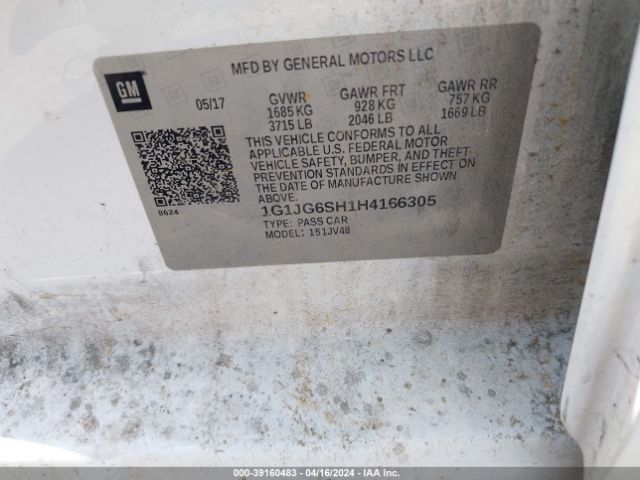 MFD BY GENERAL MOTORS LLC
GM
05/17 GVWR GAWR FRT GAWR RR
1685 KG 928 KG 757 KG
3715 LB 2046 LB 1669 LB
THIS VEHICLE CONFORMS TO ALL
APPLICABLE U.S. FEDERAL MOTOR
VEHICLE SAFETY, BUMPER, AND THEFT
PREVENTION STANDARDS IN EFFECT ON
THE DATE OF MANUFACTURE SHOWN
ABOVE.
8624
1G1JG6SH1H4166305
TYPE: PASS CAR
MODEL: 151JV48
000-39160483 - 04/16/2024 - IAA Inc.